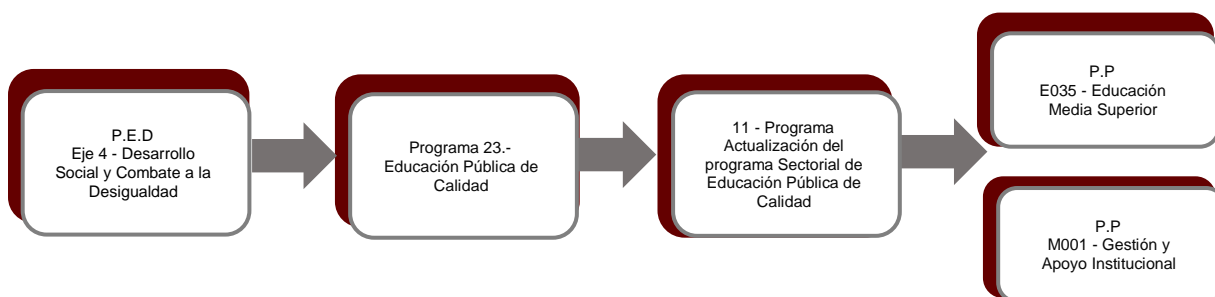 P.E.D
Eje 4 - Desarrollo
Social y Combate a la
Desigualdad
Programa 23.-
Educación Pública de
Calidad
11 - Programa
Actualización del
programa Sectorial de
Educación Pública de
Calidad
P.P
E035 - Educación
Media Superior
P.P
M001 - Gestión y
Apoyo Institucional